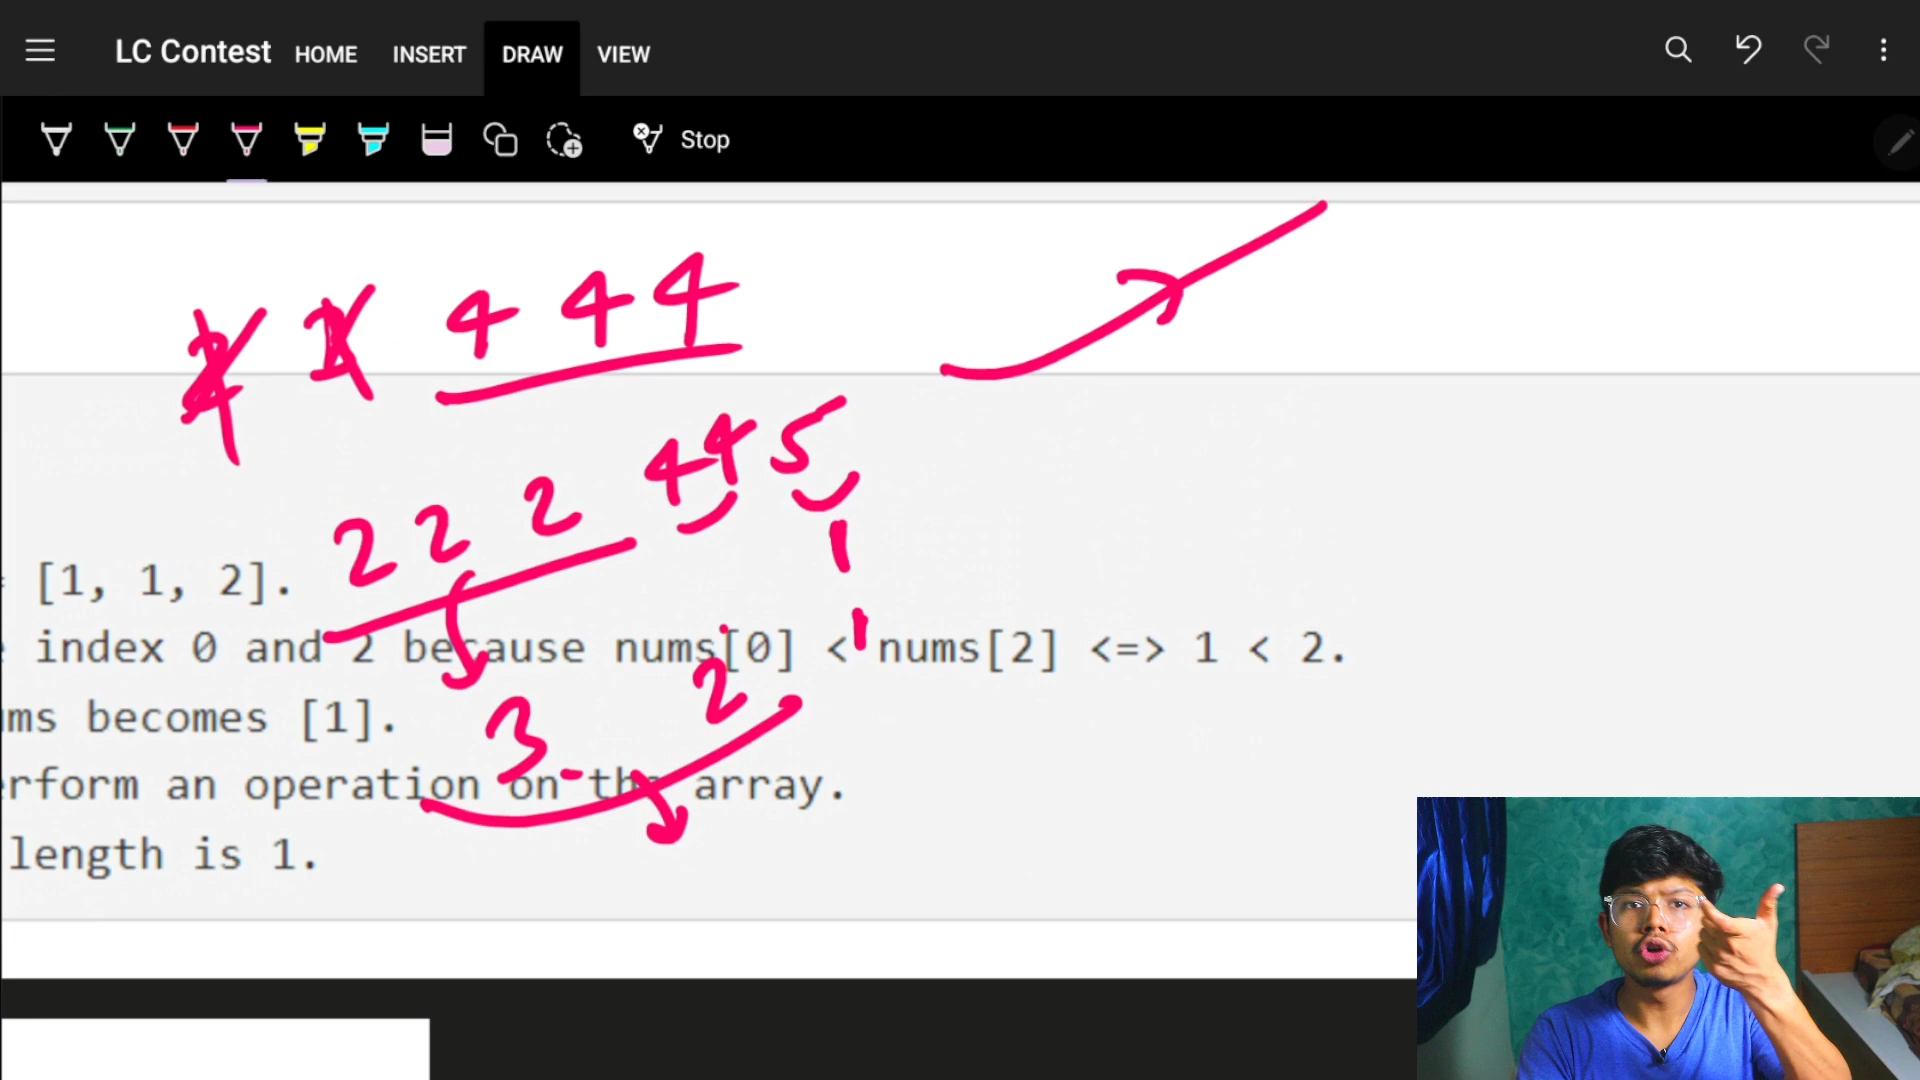 LC Contest HOME INSERT DRAW VIEW
Stop
4 4 4
2 2 2 4 4 5
[1, 1, 2].
index 0 and 2 because nums[0] < nums[2] <=> 1 < 2.
ms becomes [1].
3 2
rform an operation on the array.
length is 1.